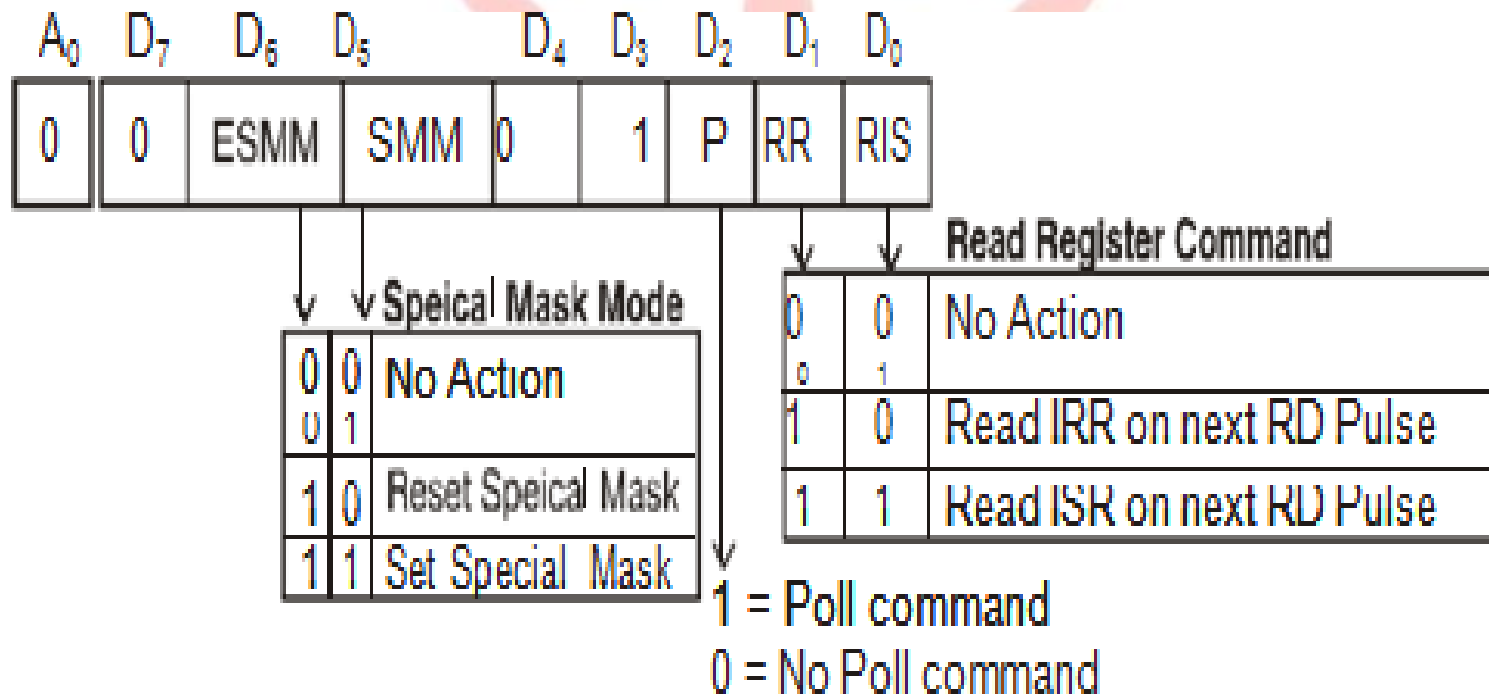 A₀ D₇ D₆ D₅ D₄ D₃ D₂ D₁ D₀
0 0 ESMM SMM 0 1 P RR RIS
Read Register Command
0 0 No Action
0 1
1 0 Read IRR on next RD Pulse
1 1 Read ISR on next RD Pulse
Speical Mask Mode
0 0 No Action
0 1
1 0 Reset Speical Mask
1 1 Set Special Mask
1 = Poll command
0 = No Poll command